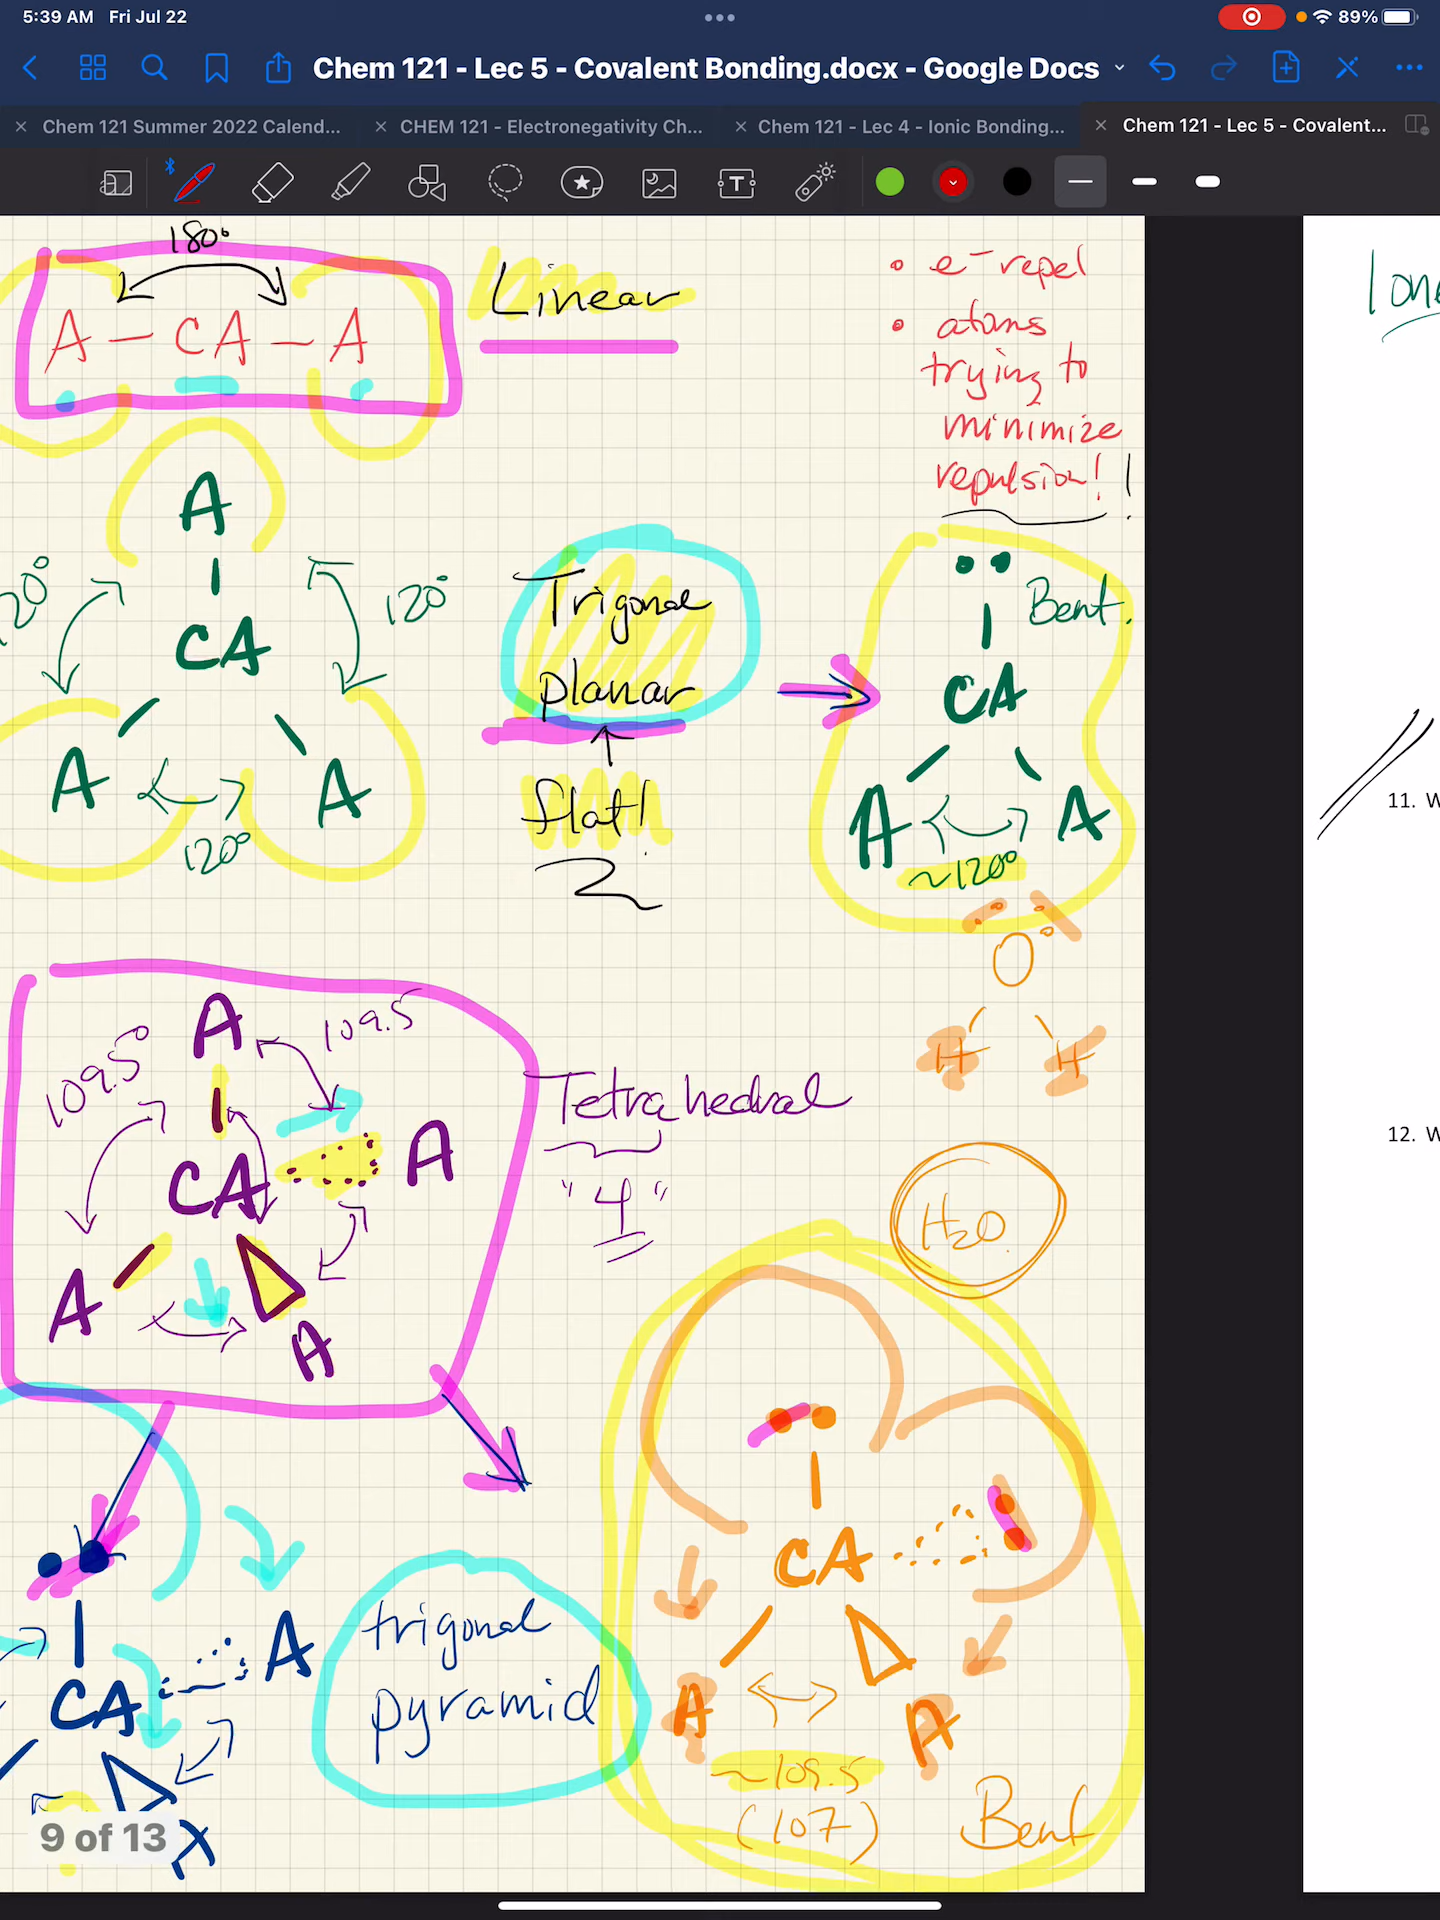 5:39 AM Fri Jul 22
89%
Chem 121 - Lec 5 - Covalent Bonding.docx - Google Docs
Chem 121 Summer 2022 Calend...
CHEM 121 - Electronegativity Ch...
Chem 121 - Lec 4 - Ionic Bonding...
Chem 121 - Lec 5 - Covalent...
180°
A - CA - A
Linear
• e- repel
• atoms
trying to
minimize
repulsion!!
lone
A
CA
A A
120°
120°
120°
Trigonal
planar
flat!
Bent.
CA
A A
~120°
11. W
O
H H
H2O
12. W
A
109.5°
109.5
CA A
A A
Tetrahedral
"4"
CA
A A
~109.5
(107)
Bent
A
CA
trigonal
pyramid
9 of 13